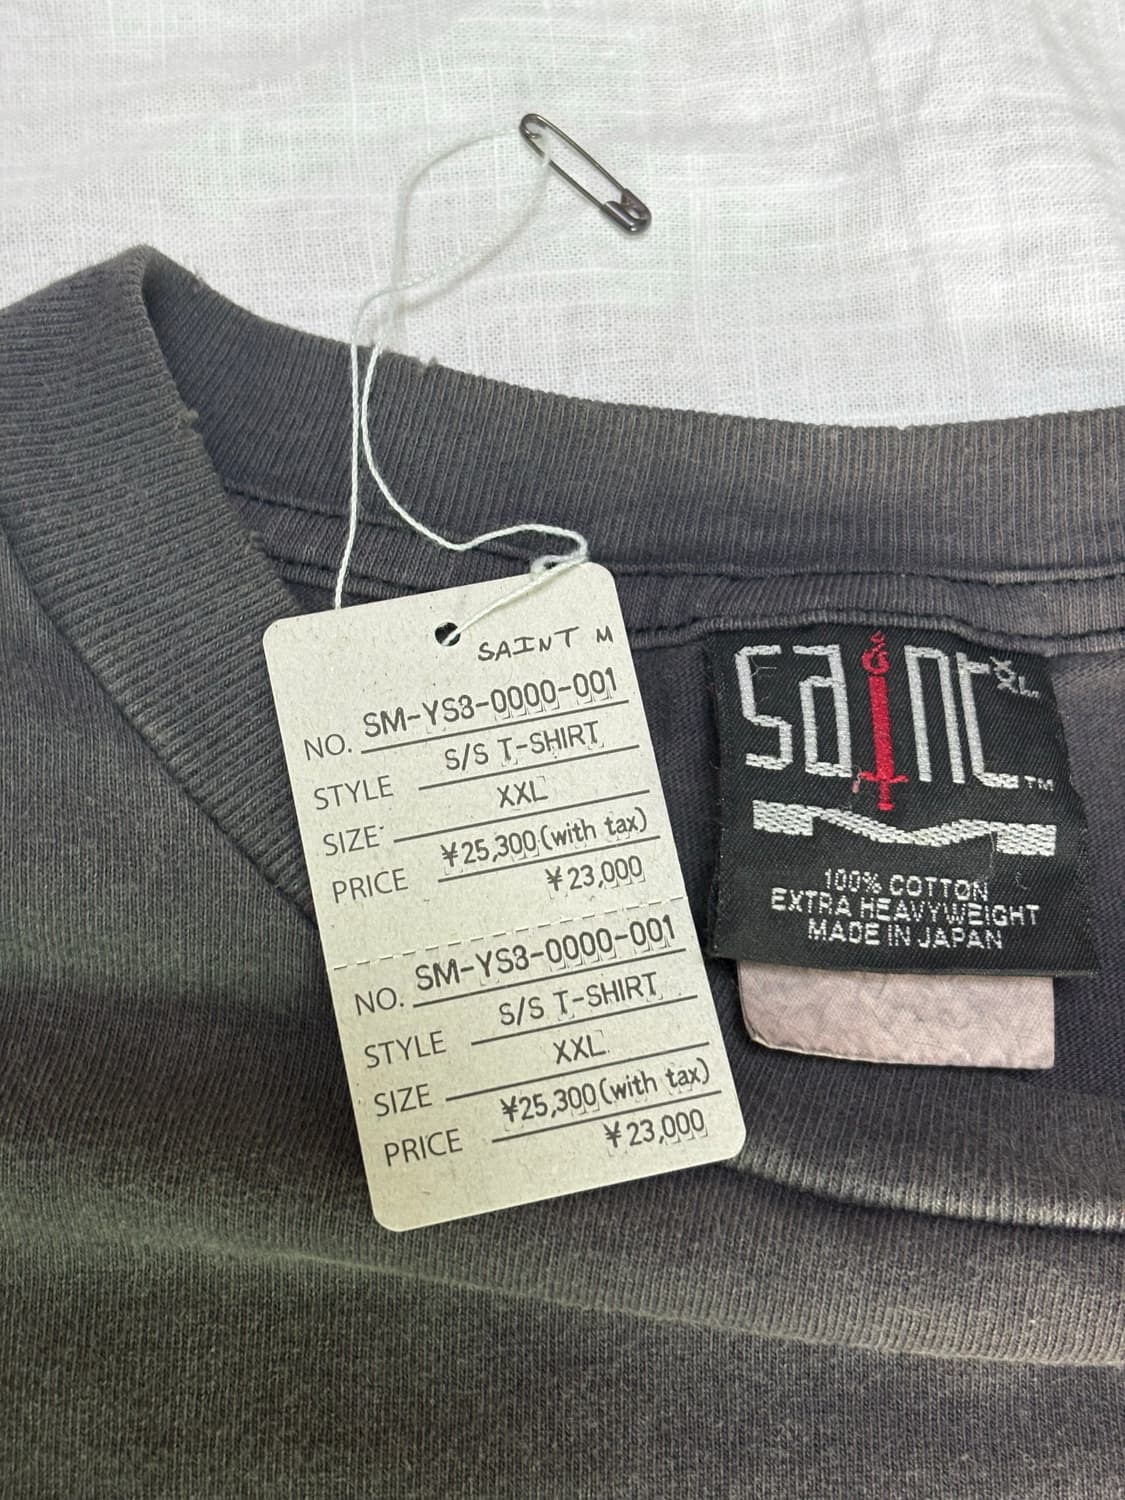 SAINT M
NO. SM-YS3-0000-001
STYLE S/S T-SHIRT
SIZE XXL
PRICE ¥25,300(with tax)
¥23,000
NO. SM-YS3-0000-001
STYLE S/S T-SHIRT
SIZE XXL
PRICE ¥25,300(with tax)
¥23,000
saint XXL
TM
M
100% COTTON
EXTRA HEAVYWEIGHT
MADE IN JAPAN